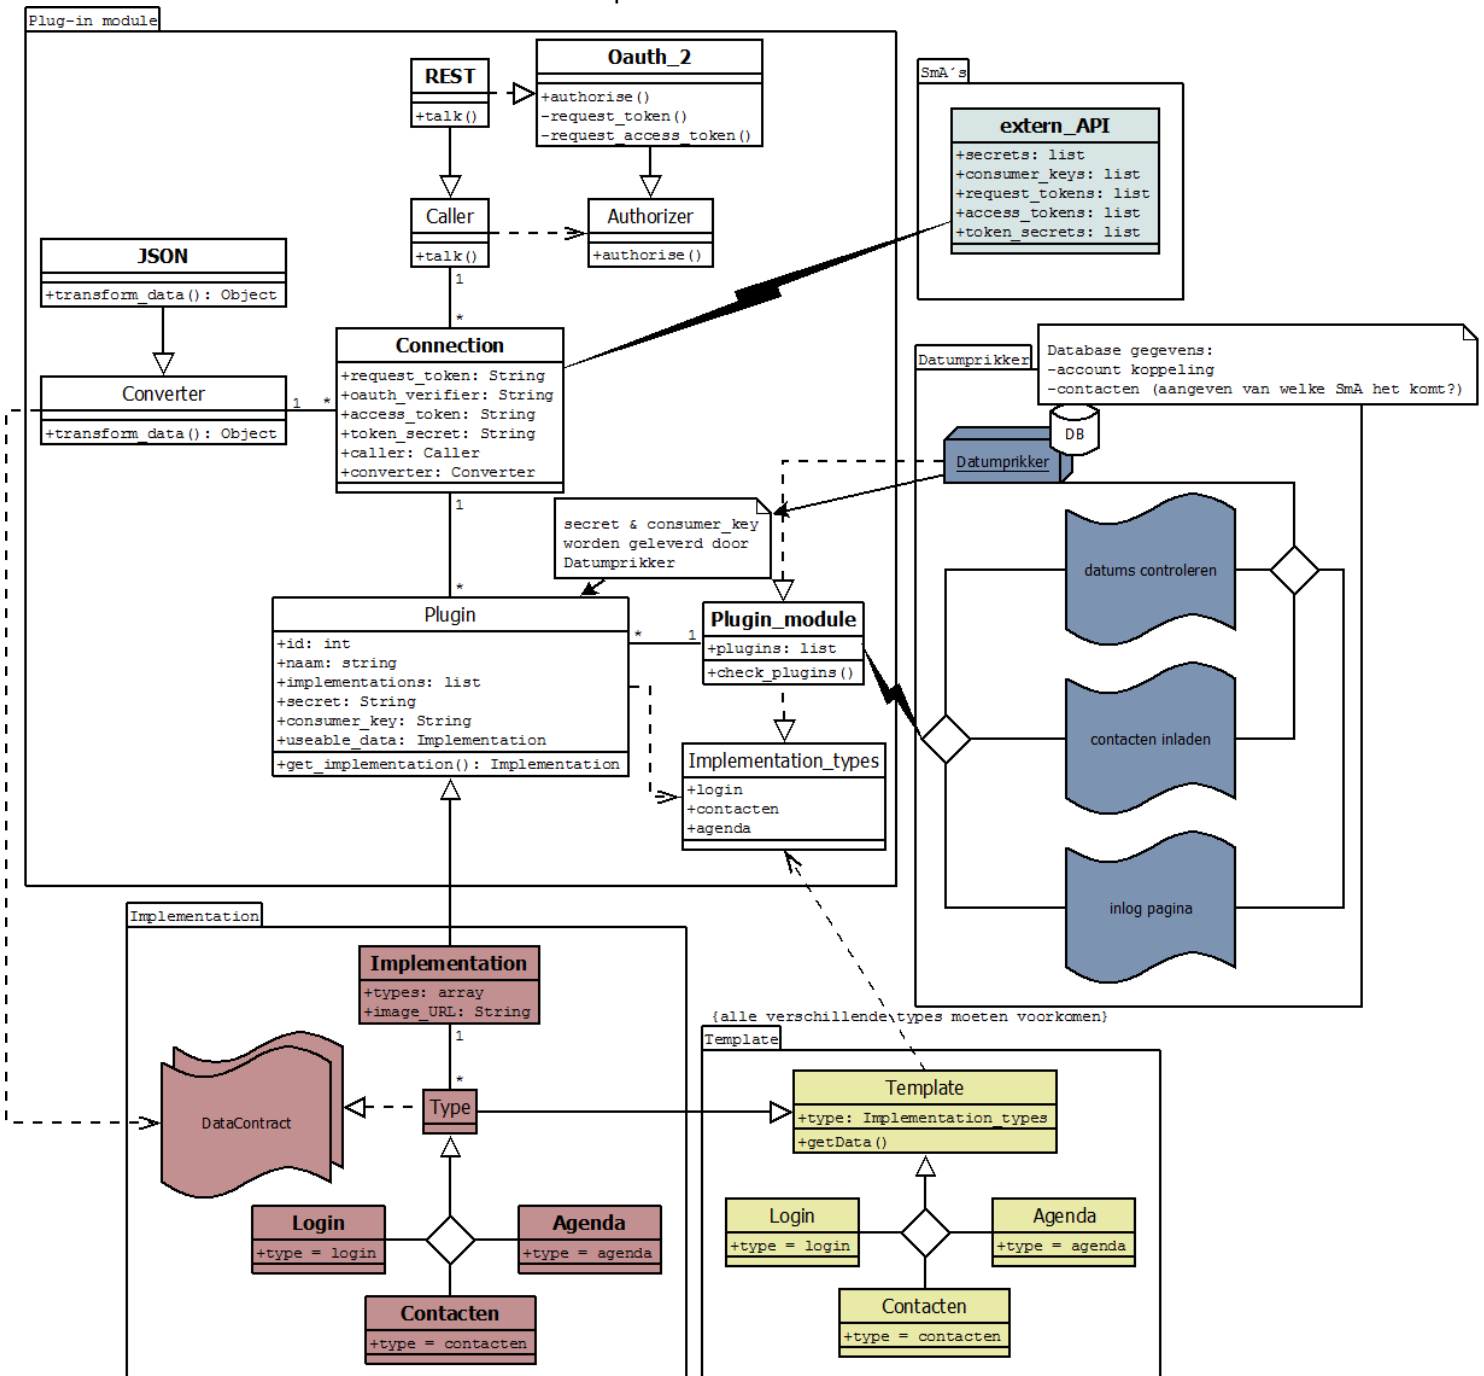 Plug-in module
REST
+talk()
Oauth_2
+authorise()
-request_token()
-request_access_token()
Caller
+talk()
Authorizer
+authorise()
JSON
+transform_data(): Object
Converter
+transform_data(): Object
1
*
1
*
Connection
+request_token: String
+oauth_verifier: String
+access_token: String
+token_secret: String
+caller: Caller
+converter: Converter
1
*
secret & consumer_key
worden geleverd door
Datumprikker
Plugin
+id: int
+naam: string
+implementations: list
+secret: String
+consumer_key: String
+useable_data: Implementation
+get_implementation(): Implementation
*
1
Plugin_module
+plugins: list
+check_plugins()
Implementation_types
+login
+contacten
+agenda
SmA´s
extern_API
+secrets: list
+consumer_keys: list
+request_tokens: list
+access_tokens: list
+token_secrets: list
Datumprikker
Database gegevens:
-account koppeling
-contacten (aangeven van welke SmA het komt?)
DB
Datumprikker
datums controleren
contacten inladen
inlog pagina
Implementation
Implementation
+types: array
+image_URL: String
1
*
Type
DataContract
Login
+type = login
Agenda
+type = agenda
Contacten
+type = contacten
{alle verschillende types moeten voorkomen}
Template
Template
+type: Implementation_types
+getData()
Login
+type = login
Agenda
+type = agenda
Contacten
+type = contacten